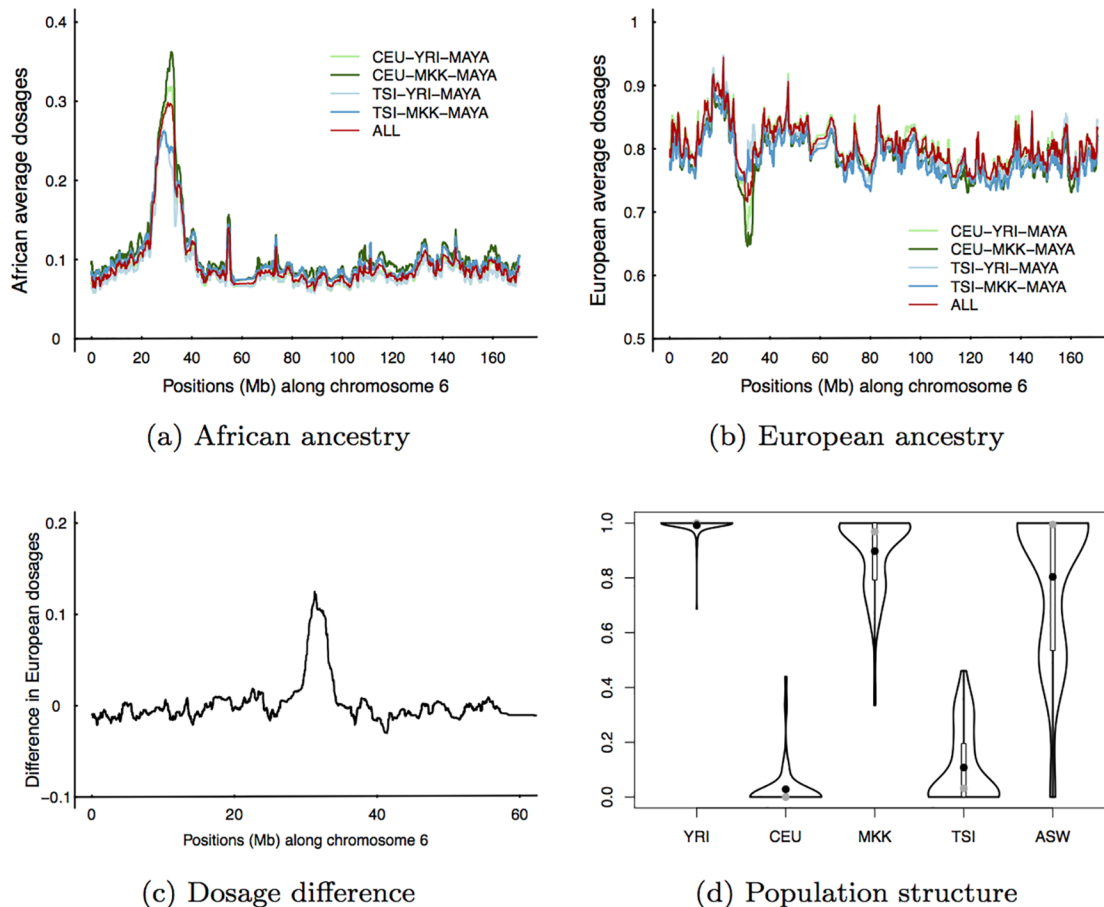 African average dosages
0.4
0.3
0.2
0.1
0
CEU-YRI-MAYA
CEU-MKK-MAYA
TSI-YRI-MAYA
TSI-MKK-MAYA
ALL
0 20 40 60 80 100 120 140 160
Positions (Mb) along chromosome 6
(a) African ancestry
European average dosages
1
0.9
0.8
0.7
0.6
0.5
CEU-YRI-MAYA
CEU-MKK-MAYA
TSI-YRI-MAYA
TSI-MKK-MAYA
ALL
0 20 40 60 80 100 120 140 160
Positions (Mb) along chromosome 6
(b) European ancestry
Difference in European dosages
0.2
0.1
0
−0.1
0 20 40 60
Positions (Mb) along chromosome 6
(c) Dosage difference
1.0
0.8
0.6
0.4
0.2
0.0
YRI CEU MKK TSI ASW
(d) Population structure